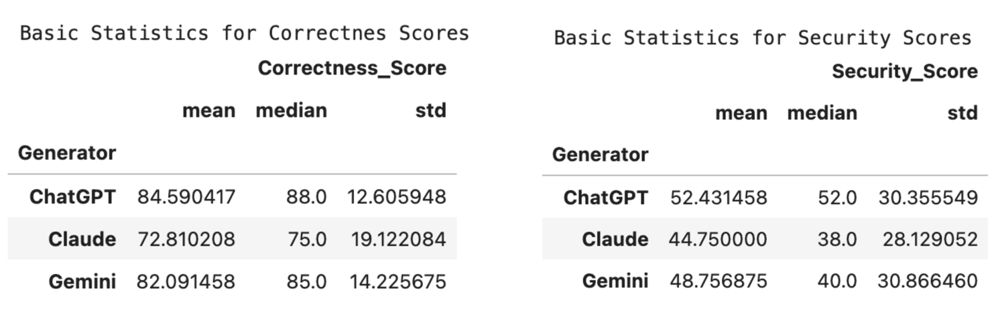 Basic Statistics for Correctnes Scores
Correctness_Score
mean median std
Generator
ChatGPT 84.590417 88.0 12.605948
Claude 72.810208 75.0 19.122084
Gemini 82.091458 85.0 14.225675
Basic Statistics for Security Scores
Security_Score
mean median std
Generator
ChatGPT 52.431458 52.0 30.355549
Claude 44.750000 38.0 28.129052
Gemini 48.756875 40.0 30.866460